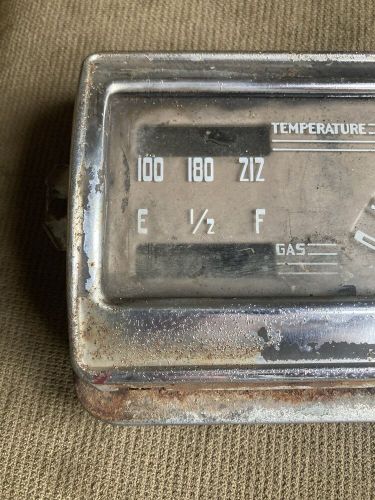 TEMPERATURE
100 180 212
E 1/2 F
GAS